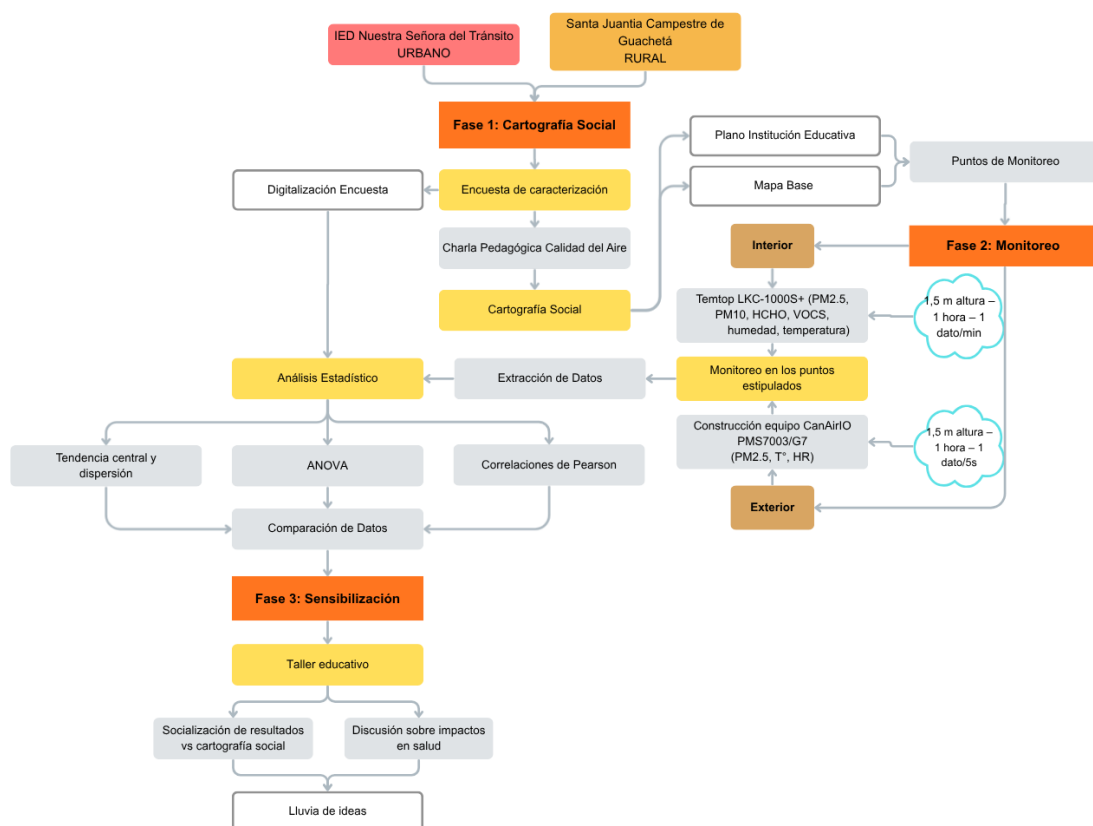 IED Nuestra Señora del Tránsito
URBANO
Santa Juantia Campestre de
Guachetá
RURAL
Fase 1: Cartografía Social
Plano Institución Educativa
Puntos de Monitoreo
Digitalización Encuesta
Encuesta de caracterización
Mapa Base
Charla Pedagógica Calidad del Aire
Interior
Fase 2: Monitoreo
Cartografía Social
Temtop LKC-1000S+ (PM2.5,
PM10, HCHO, VOCS,
humedad, temperatura)
1,5 m altura –
1 hora – 1
dato/min
Análisis Estadístico
Extracción de Datos
Monitoreo en los puntos
estipulados
Construcción equipo CanAirIO
PMS7003/G7
(PM2.5, T°, HR)
1,5 m altura –
1 hora – 1
dato/5s
Tendencia central y
dispersión
ANOVA
Correlaciones de Pearson
Exterior
Comparación de Datos
Fase 3: Sensibilización
Taller educativo
Socialización de resultados
vs cartografía social
Discusión sobre impactos
en salud
Lluvia de ideas